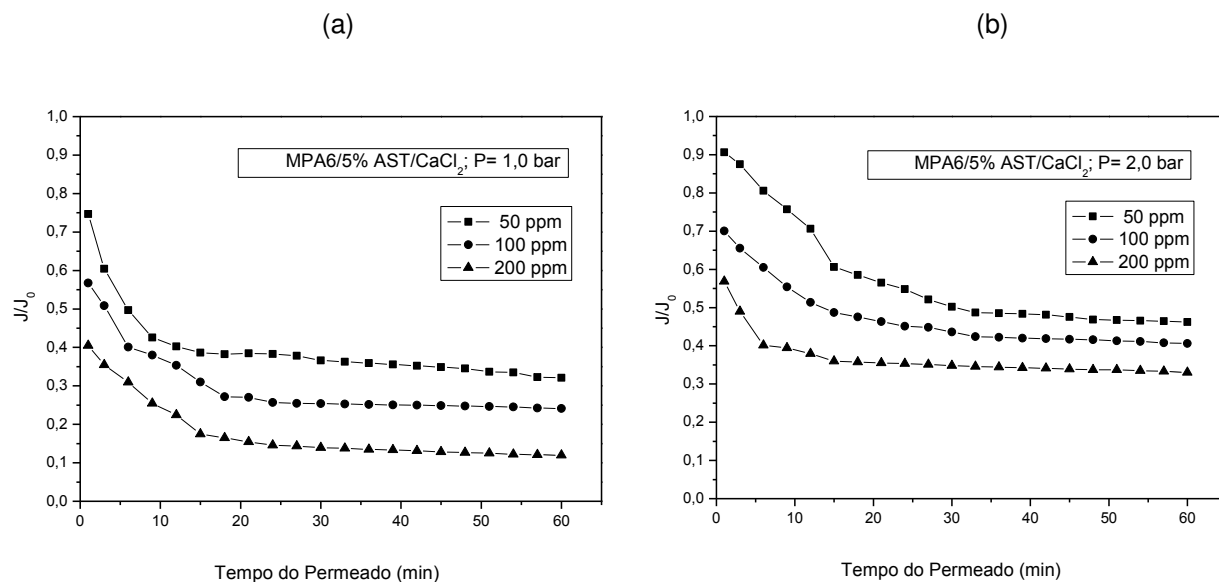 (a)
(b)
1,0
0,9
0,8
0,7
0,6
0,5
0,4
0,3
0,2
0,1
0,0
J/J₀
MPA6/5% AST/CaCl₂; P= 1,0 bar
50 ppm
100 ppm
200 ppm
0 10 20 30 40 50 60
Tempo do Permeado (min)
1,0
0,9
0,8
0,7
0,6
0,5
0,4
0,3
0,2
0,1
0,0
J/J₀
MPA6/5% AST/CaCl₂; P= 2,0 bar
50 ppm
100 ppm
200 ppm
0 10 20 30 40 50 60
Tempo do Permeado (min)